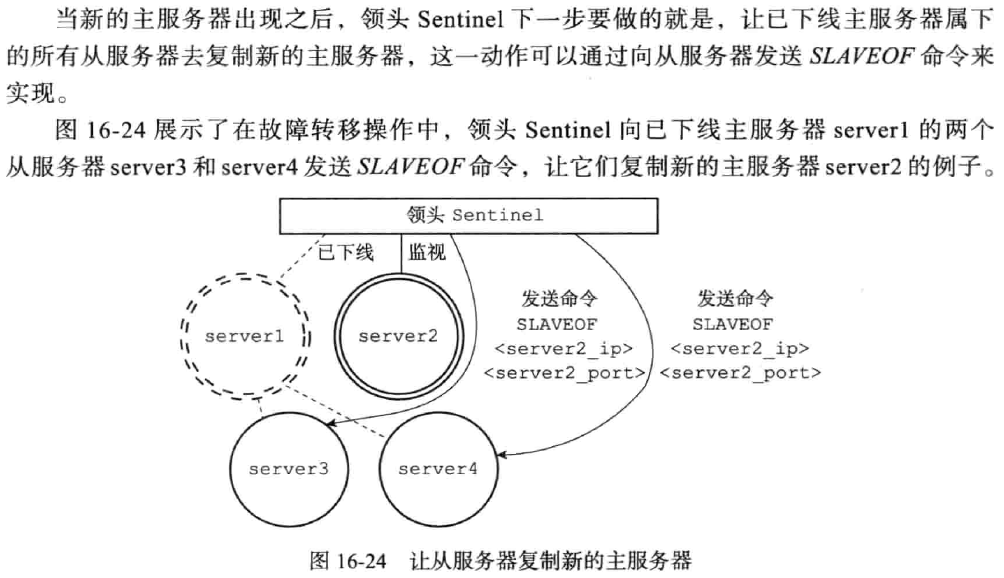 当新的主服务器出现之后，领头 Sentinel 下一步要做的就是，让已下线主服务器属下
的所有从服务器去复制新的主服务器，这一动作可以通过向从服务器发送 SLAVEOF 命令来
实现。
图 16-24 展示了在故障转移操作中，领头 Sentinel 向已下线主服务器 server1 的两个
从服务器 server3 和 server4 发送 SLAVEOF 命令，让它们复制新的主服务器 server2 的例子。
领头 Sentinel
已下线
监视
server1
server2
发送命令
SLAVEOF
<server2_ip>
<server2_port>
发送命令
SLAVEOF
<server2_ip>
<server2_port>
server3
server4
图 16-24 让从服务器复制新的主服务器